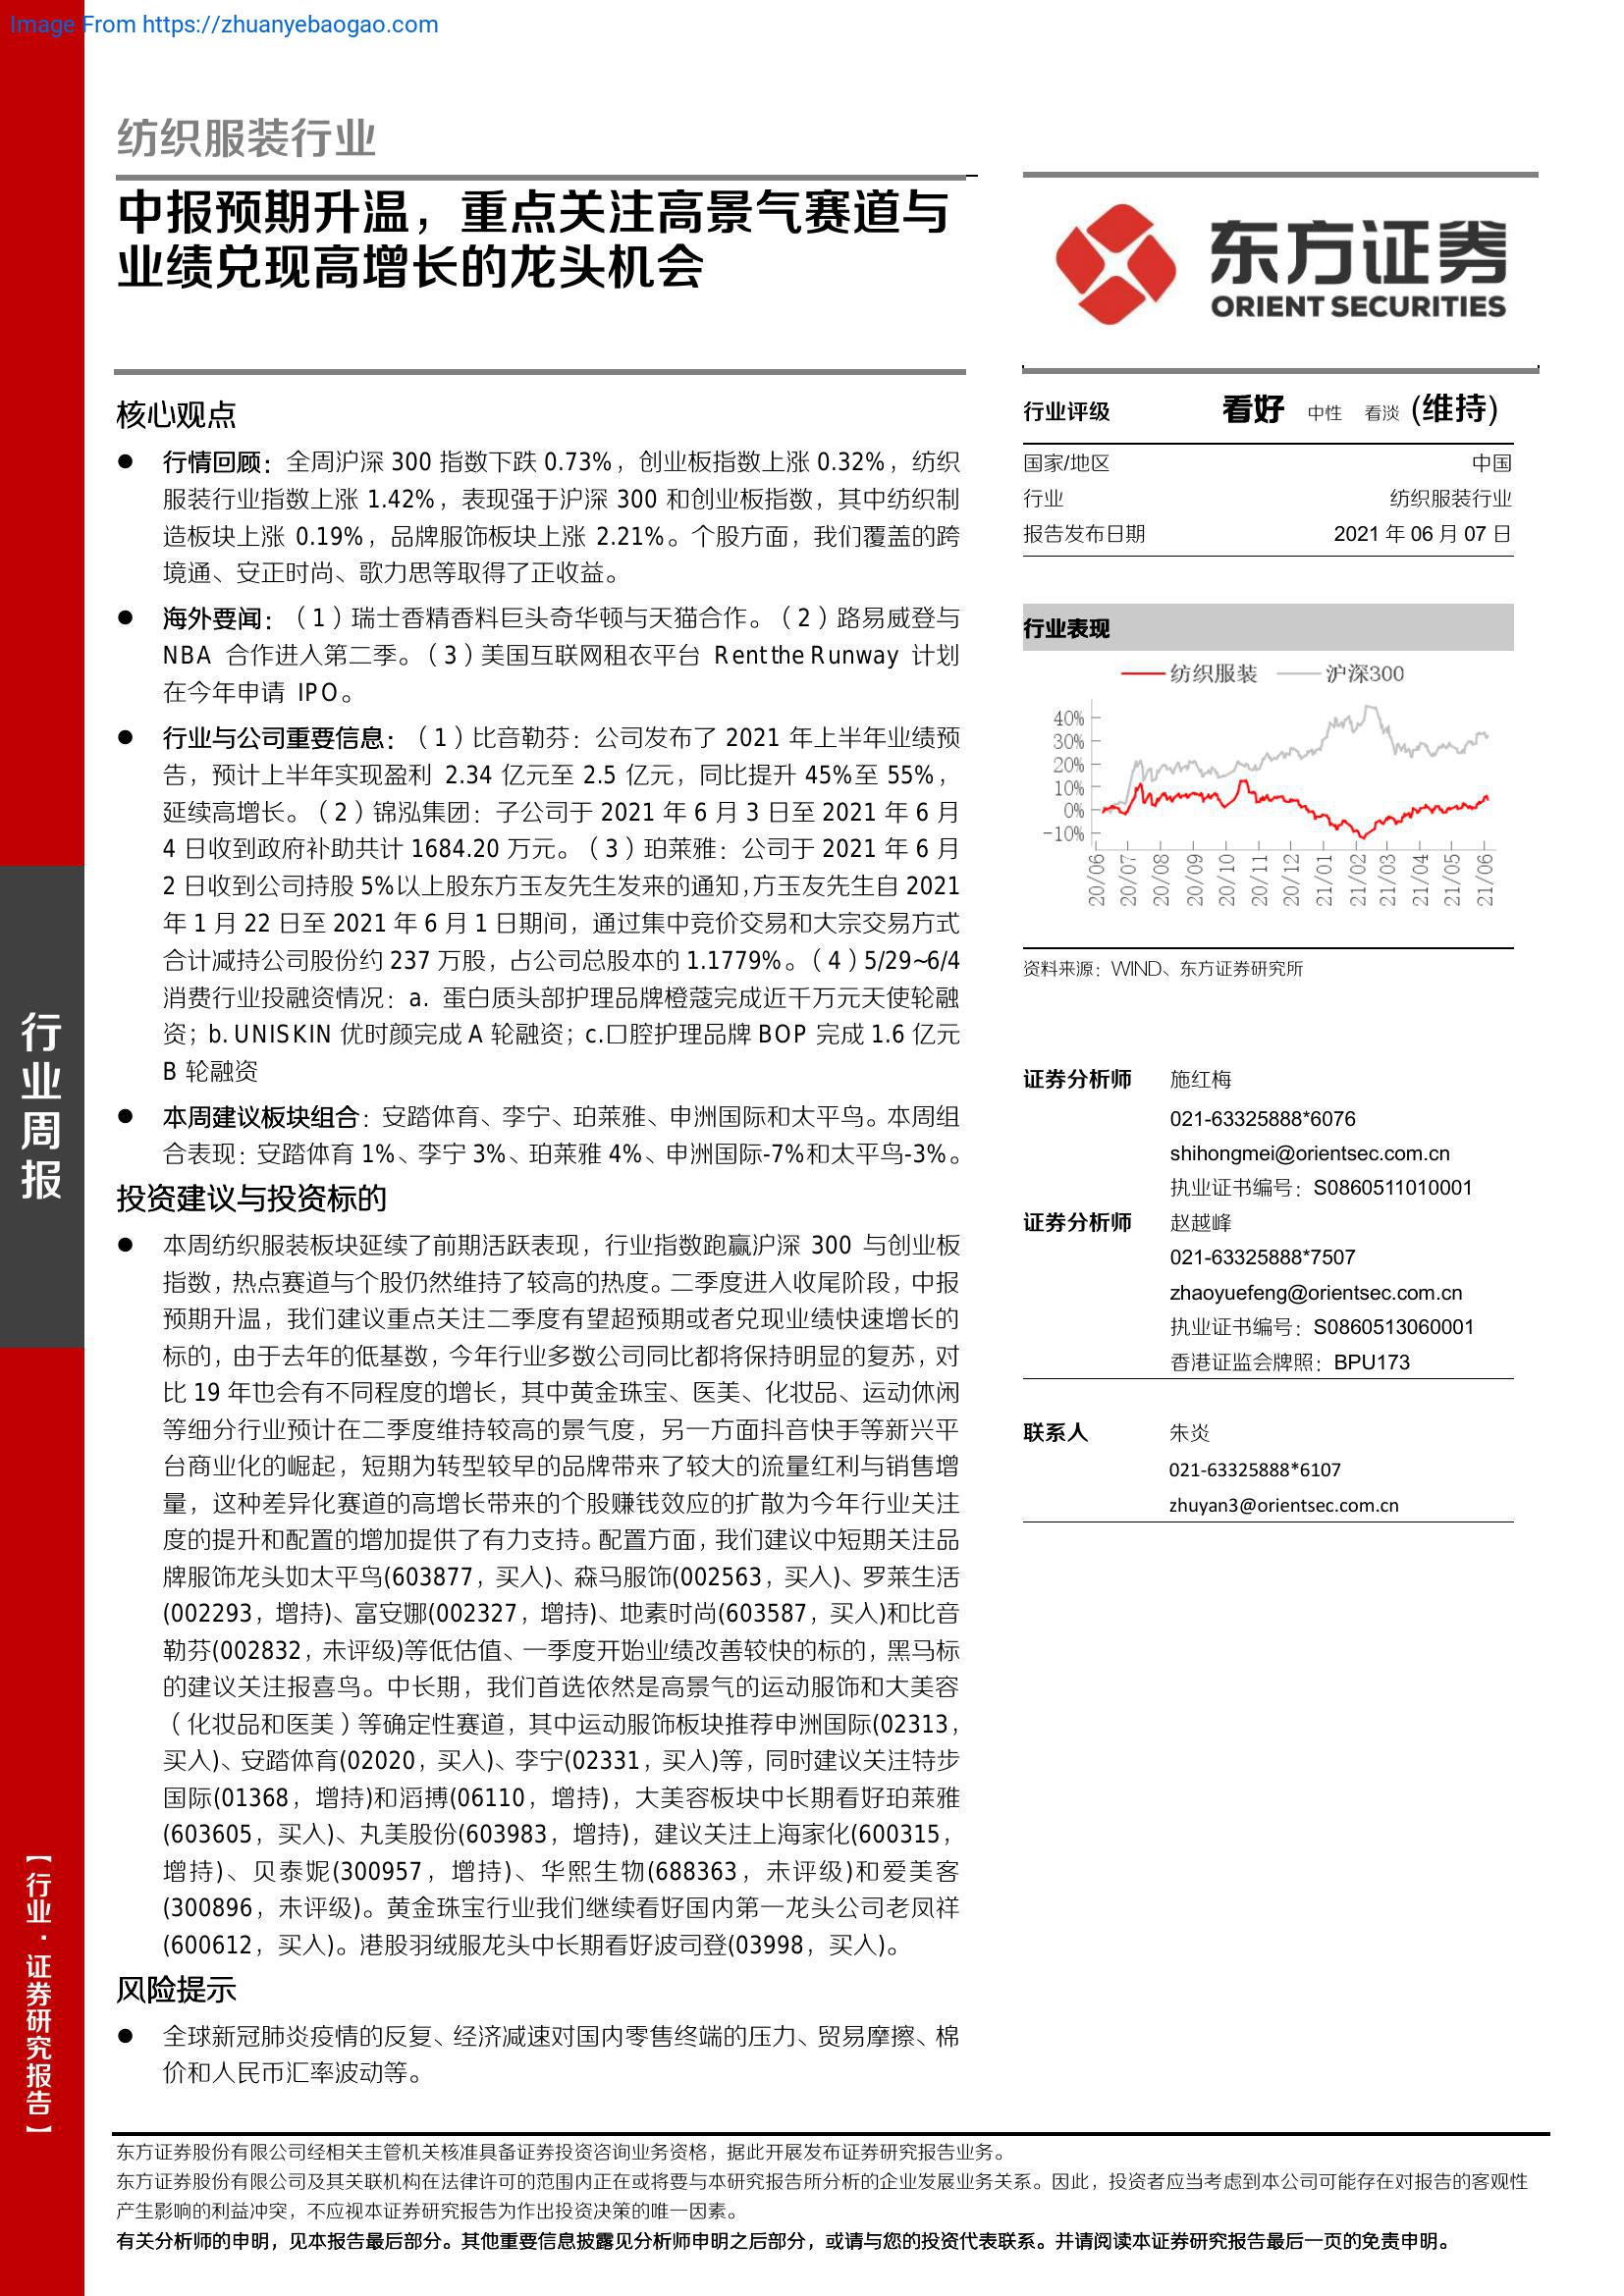 Image From https://zhuanyebaogao.com
纺织服装行业
中报预期升温，重点关注高景气赛道与
业绩兑现高增长的龙头机会
东方证券
ORIENT SECURITIES
核心观点
● 行情回顾：全周沪深 300 指数下跌 0.73%，创业板指数上涨 0.32%，纺织
服装行业指数上涨 1.42%，表现强于沪深 300 和创业板指数，其中纺织制
造板块上涨 0.19%，品牌服饰板块上涨 2.21%。个股方面，我们覆盖的跨
境通、安正时尚、歌力思等取得了正收益。
● 海外要闻：（1）瑞士香精香料巨头奇华顿与天猫合作。（2）路易威登与
NBA 合作进入第二季。（3）美国互联网租衣平台 Rent the Runway 计划
在今年申请 IPO。
● 行业与公司重要信息：（1）比音勒芬：公司发布了 2021 年上半年业绩预
告，预计上半年实现盈利 2.34 亿元至 2.5 亿元，同比提升 45%至 55%，
延续高增长。（2）锦泓集团：子公司于 2021 年 6 月 3 日至 2021 年 6 月
4 日收到政府补助共计 1684.20 万元。（3）珀莱雅：公司于 2021 年 6 月
2 日收到公司持股 5%以上股东方玉友先生发来的通知，方玉友先生自 2021
年 1 月 22 日至 2021 年 6 月 1 日期间，通过集中竞价交易和大宗交易方式
合计减持公司股份约 237 万股，占公司总股本的 1.1779%。（4）5/29~6/4
消费行业投融资情况：a. 蛋白质头部护理品牌橙蔻完成近千万元天使轮融
资；b. UNISKIN 优时颜完成 A 轮融资；c.口腔护理品牌 BOP 完成 1.6 亿元
B 轮融资
● 本周建议板块组合：安踏体育、李宁、珀莱雅、申洲国际和太平鸟。本周组
合表现：安踏体育 1%、李宁 3%、珀莱雅 4%、申洲国际-7%和太平鸟-3%。
投资建议与投资标的
● 本周纺织服装板块延续了前期活跃表现，行业指数跑赢沪深 300 与创业板
指数，热点赛道与个股仍然维持了较高的热度。二季度进入收尾阶段，中报
预期升温，我们建议重点关注二季度有望超预期或者兑现业绩快速增长的
标的，由于去年的低基数，今年行业多数公司同比都将保持明显的复苏，对
比 19 年也会有不同程度的增长，其中黄金珠宝、医美、化妆品、运动休闲
等细分行业预计在二季度维持较高的景气度，另一方面抖音快手等新兴平
台商业化的崛起，短期为转型较早的品牌带来了较大的流量红利与销售增
量，这种差异化赛道的高增长带来的个股赚钱效应的扩散为今年行业关注
度的提升和配置的增加提供了有力支持。配置方面，我们建议中短期关注品
牌服饰龙头如太平鸟(603877，买入)、森马服饰(002563，买入)、罗莱生活
(002293，增持)、富安娜(002327，增持)、地素时尚(603587，买入)和比音
勒芬(002832，未评级)等低估值、一季度开始业绩改善较快的标的，黑马标
的建议关注报喜鸟。中长期，我们首选依然是高景气的运动服饰和大美容
（化妆品和医美）等确定性赛道，其中运动服饰板块推荐申洲国际(02313，
买入)、安踏体育(02020，买入)、李宁(02331，买入)等，同时建议关注特步
国际(01368，增持)和滔搏(06110，增持)，大美容板块中长期看好珀莱雅
(603605，买入)、丸美股份(603983，增持)，建议关注上海家化(600315，
增持)、贝泰妮(300957，增持)、华熙生物(688363，未评级)和爱美客
(300896，未评级)。黄金珠宝行业我们继续看好国内第一龙头公司老凤祥
(600612，买入)。港股羽绒服龙头中长期看好波司登(03998，买入)。
风险提示
● 全球新冠肺炎疫情的反复、经济减速对国内零售终端的压力、贸易摩擦、棉
价和人民币汇率波动等。
行业评级 看好 中性 看淡 (维持)
国家/地区 中国
行业 纺织服装行业
报告发布日期 2021 年 06 月 07 日
行业表现
纺织服装 沪深300
40%
30%
20%
10%
0%
-10%
20/06 20/07 20/08 20/09 20/10 20/11 20/12 21/01 21/02 21/03 21/04 21/05 21/06
资料来源：WIND、东方证券研究所
证券分析师 施红梅
021-63325888*6076
shihongmei@orientsec.com.cn
执业证书编号：S0860511010001
证券分析师 赵越峰
021-63325888*7507
zhaoyuefeng@orientsec.com.cn
执业证书编号：S0860513060001
香港证监会牌照：BPU173
联系人 朱炎
021-63325888*6107
zhuyan3@orientsec.com.cn
行业周报
【行业·证券研究报告】
东方证券股份有限公司经相关主管机关核准具备证券投资咨询业务资格，据此开展发布证券研究报告业务。
东方证券股份有限公司及其关联机构在法律许可的范围内正在或将要与本研究报告所分析的企业发展业务关系。因此，投资者应当考虑到本公司可能存在对报告的客观性
产生影响的利益冲突，不应视本证券研究报告为作出投资决策的唯一因素。
有关分析师的申明，见本报告最后部分。其他重要信息披露见分析师申明之后部分，或请与您的投资代表联系。并请阅读本证券研究报告最后一页的免责申明。